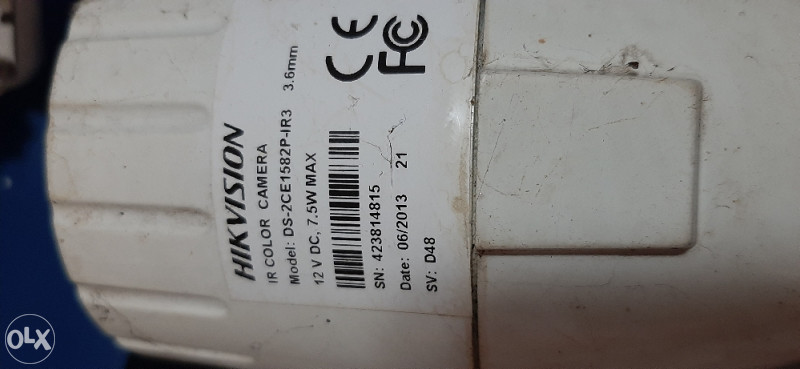 HIKVISION
IR COLOR CAMERA
Model: DS-2CE1582P-IR3 3.6mm
12 V DC, 7.5W MAX
SN: 423814815
Date: 06/2013 21
SV: D48
CE
FC
OLX